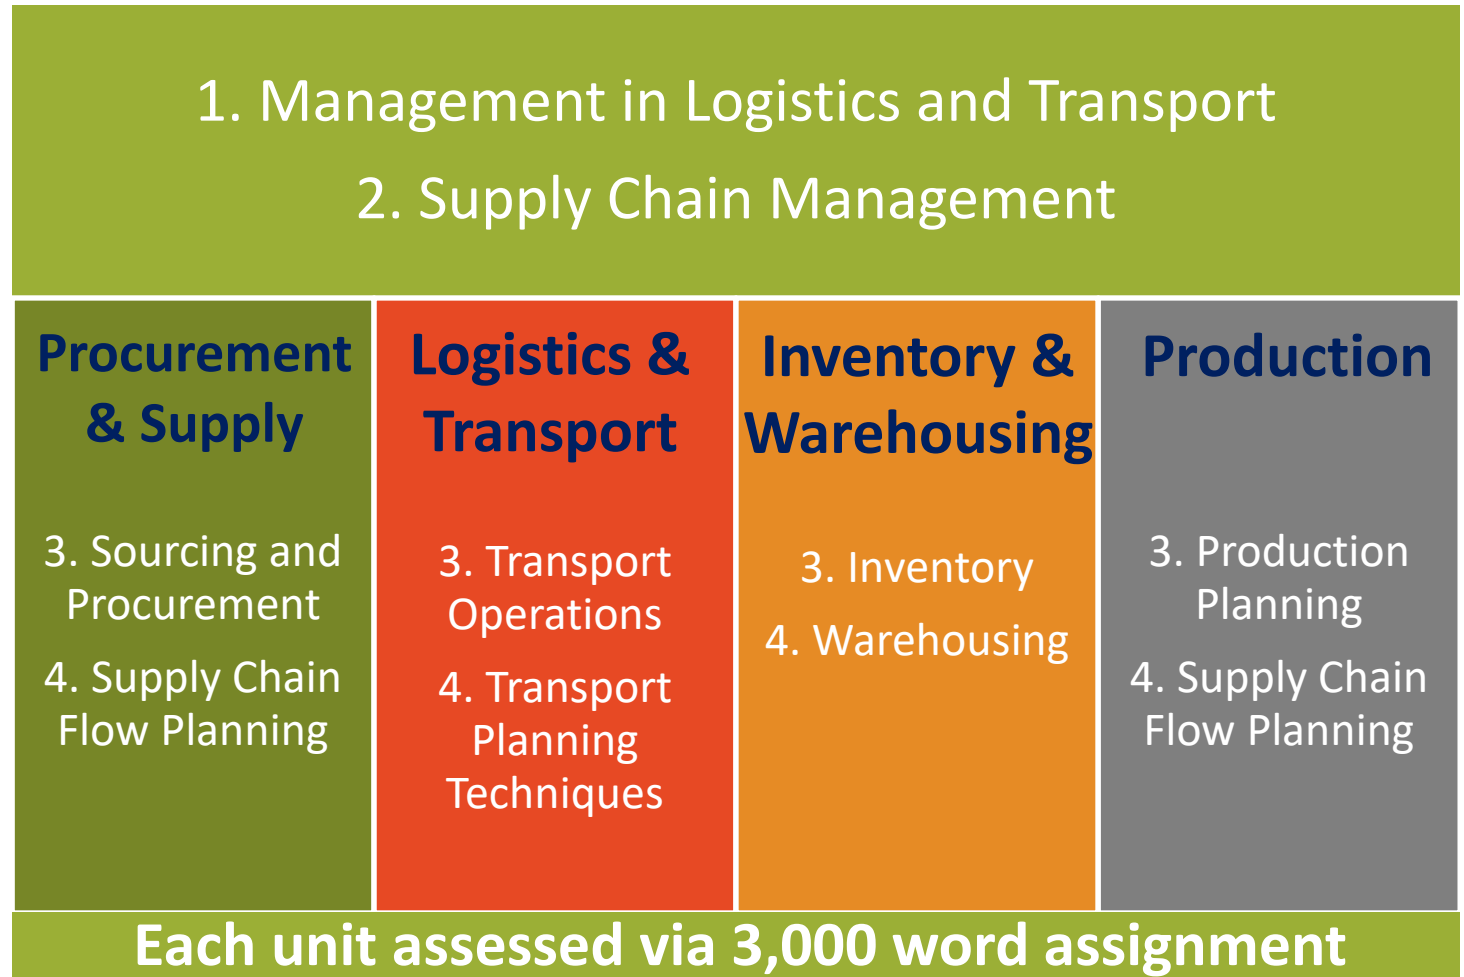 1. Management in Logistics and Transport
2. Supply Chain Management
Procurement
& Supply
3. Sourcing and
Procurement
4. Supply Chain
Flow Planning
Logistics &
Transport
3. Transport
Operations
4. Transport
Planning
Techniques
Inventory &
Warehousing
3. Inventory
4. Warehousing
Production
3. Production
Planning
4. Supply Chain
Flow Planning
Each unit assessed via 3,000 word assignment